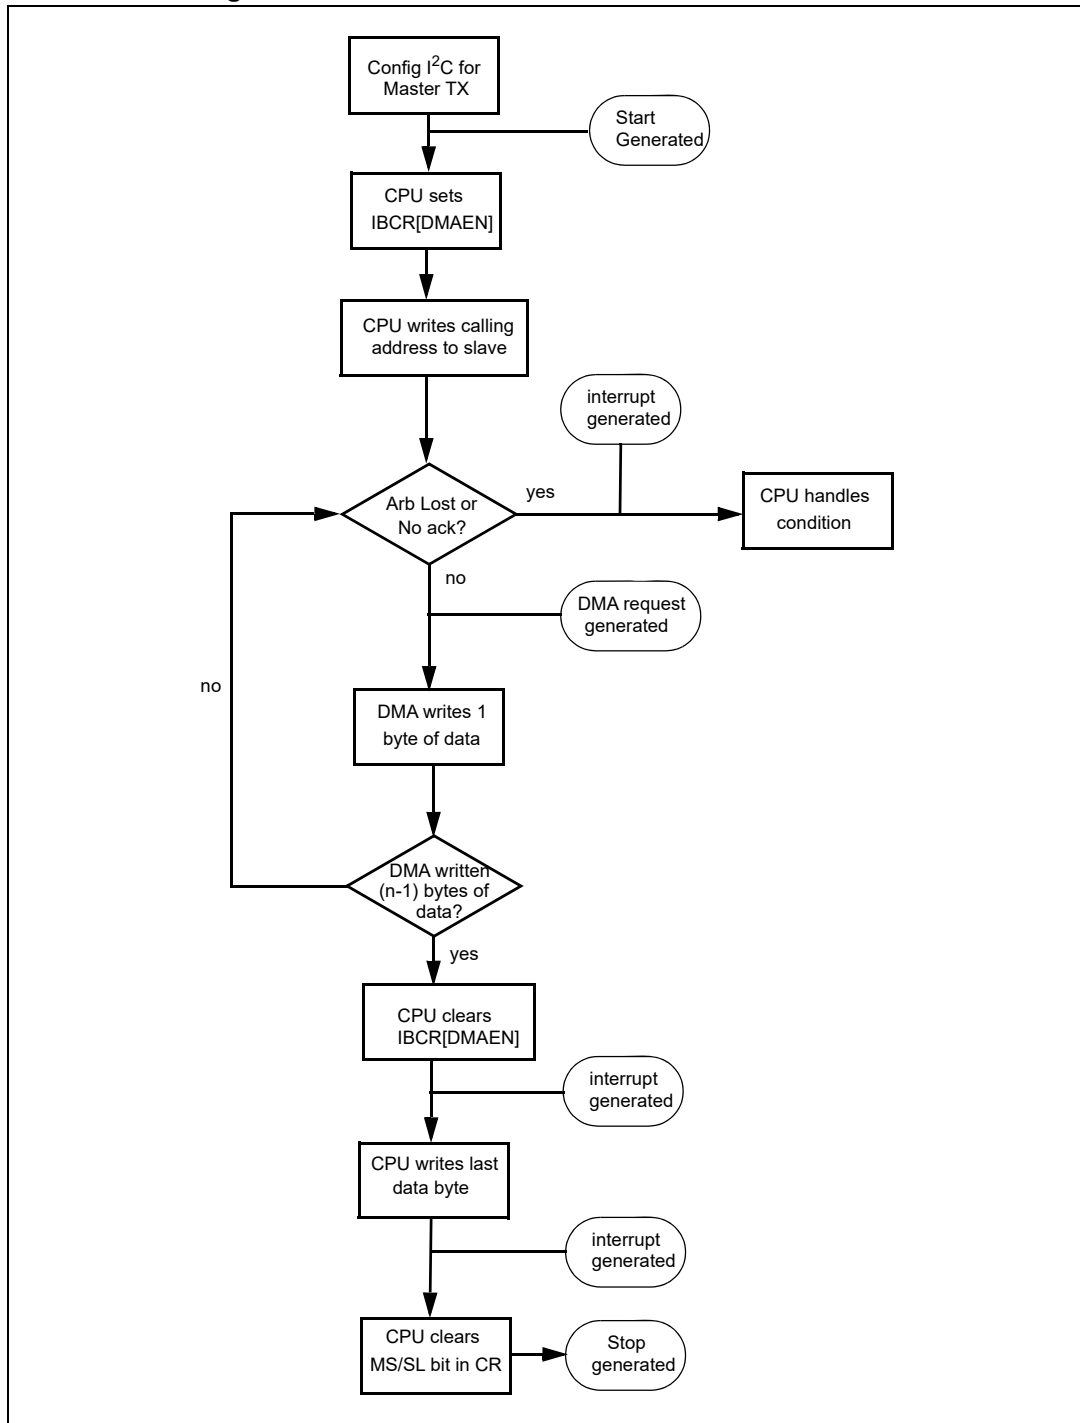 Config I²C for
Master TX
Start
Generated
CPU sets
IBCR[DMAEN]
CPU writes calling
address to slave
interrupt
generated
Arb Lost or
No ack?
yes
CPU handles
condition
no
DMA request
generated
no
DMA writes 1
byte of data
DMA written
(n-1) bytes of
data?
yes
CPU clears
IBCR[DMAEN]
interrupt
generated
CPU writes last
data byte
interrupt
generated
CPU clears
MS/SL bit in CR
Stop
generated